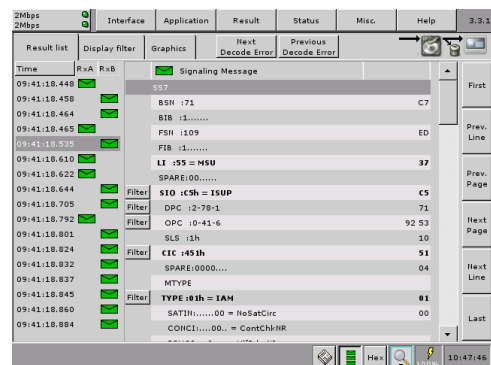 2Mbps
2Mbps
Interface Application Result Status Misc. Help 3.3.1
Result list Display filter Graphics Next Decode Error Previous Decode Error
Time RxA RxB Signaling Message
First
Prev. Line
Prev. Page
Next Page
Next Line
Last
09:41:18.448
09:41:18.458
09:41:18.464
09:41:18.465
09:41:18.535
09:41:18.610
09:41:18.622
09:41:18.644
09:41:18.705
09:41:18.792
09:41:18.801
09:41:18.824
09:41:18.832
09:41:18.837
09:41:18.845
09:41:18.860
09:41:18.884
SS7
BSN :71 C7
BIB :1.......
FSN :109 ED
FIB :1.......
LI :55 = MSU 37
SPARE:00......
Filter SIO :C5h = ISUP C5
Filter DPC :2-78-1 71
Filter OPC :0-41-6 92 53
SLS :1h 10
Filter CIC :451h 51
SPARE:0000.... 04
MTYPE
Filter TYPE :01h = IAM 01
SATIN:......00 = NoSatCirc 00
CONCI:....00.. = ContChkNR
Hex 100% 10:47:46